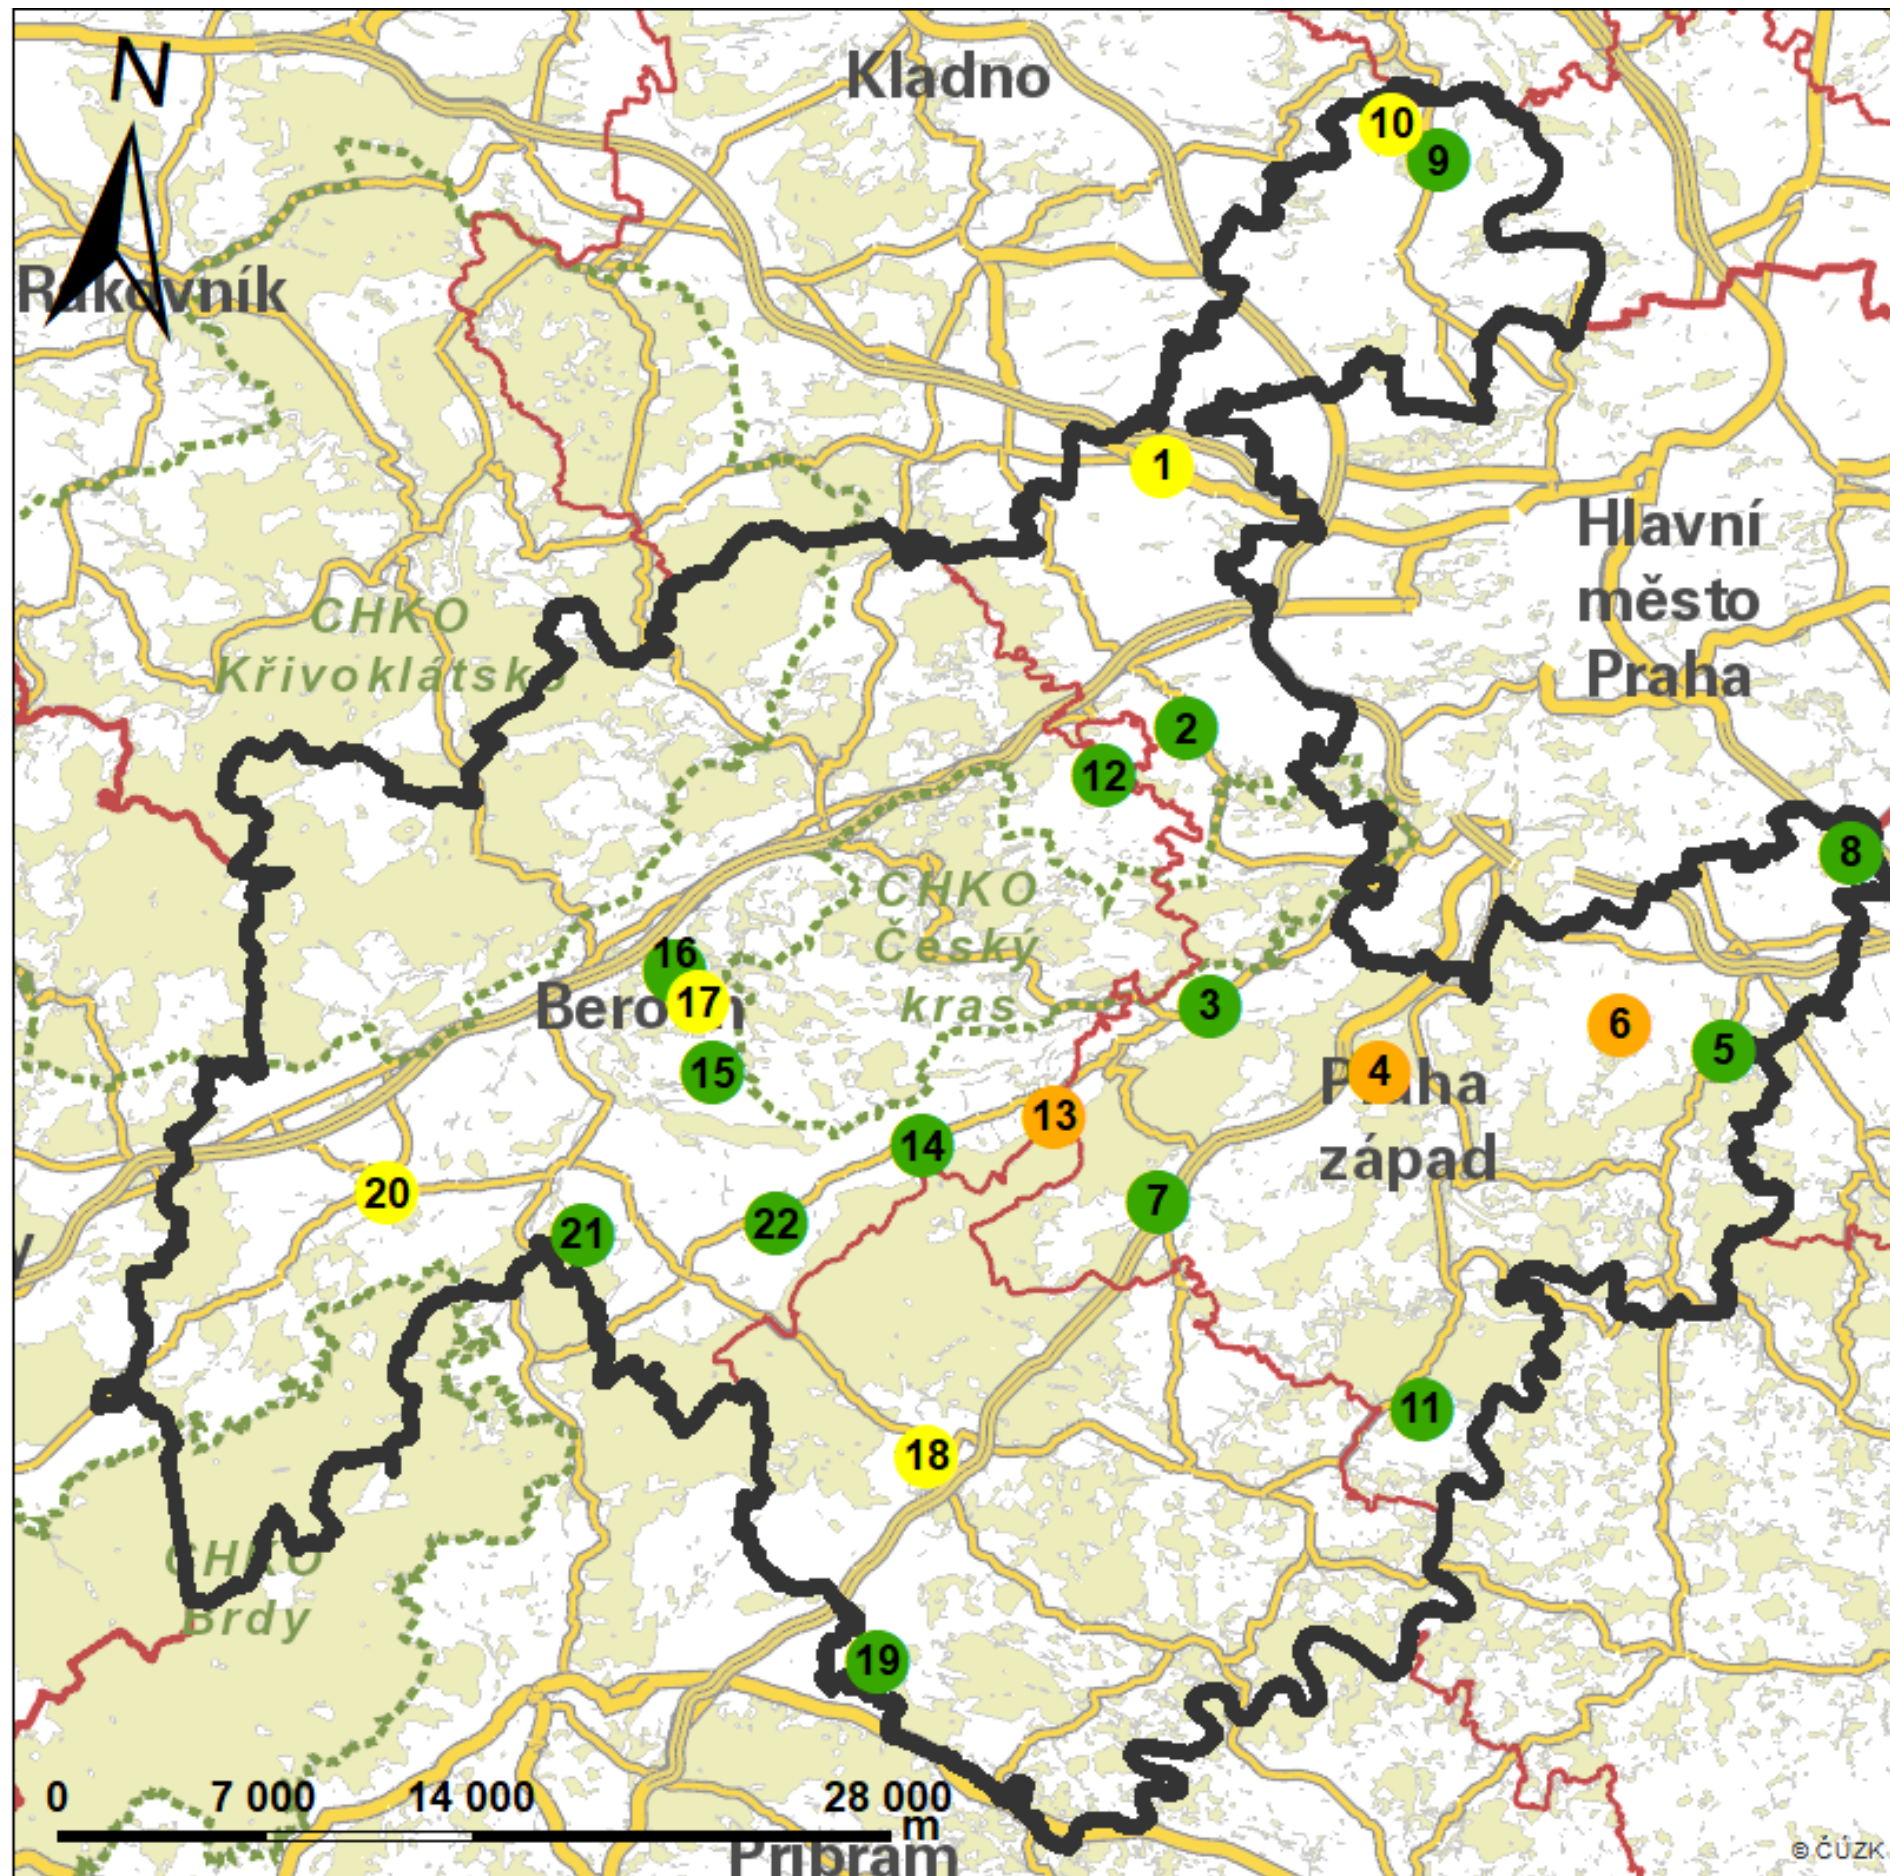 N
Kladno
10
9
Rakovník
1
Hlavní
město
Praha
CHKO
Křivoklátsko
2
12
8
CHKO
Český
kras
16
Beroun
17
3
6
5
15
4
Praha
západ
13
14
20
7
22
21
y
11
18
CHKO
Brdy
19
0 7 000 14 000 28 000
m
Příbram
© ČÚZK